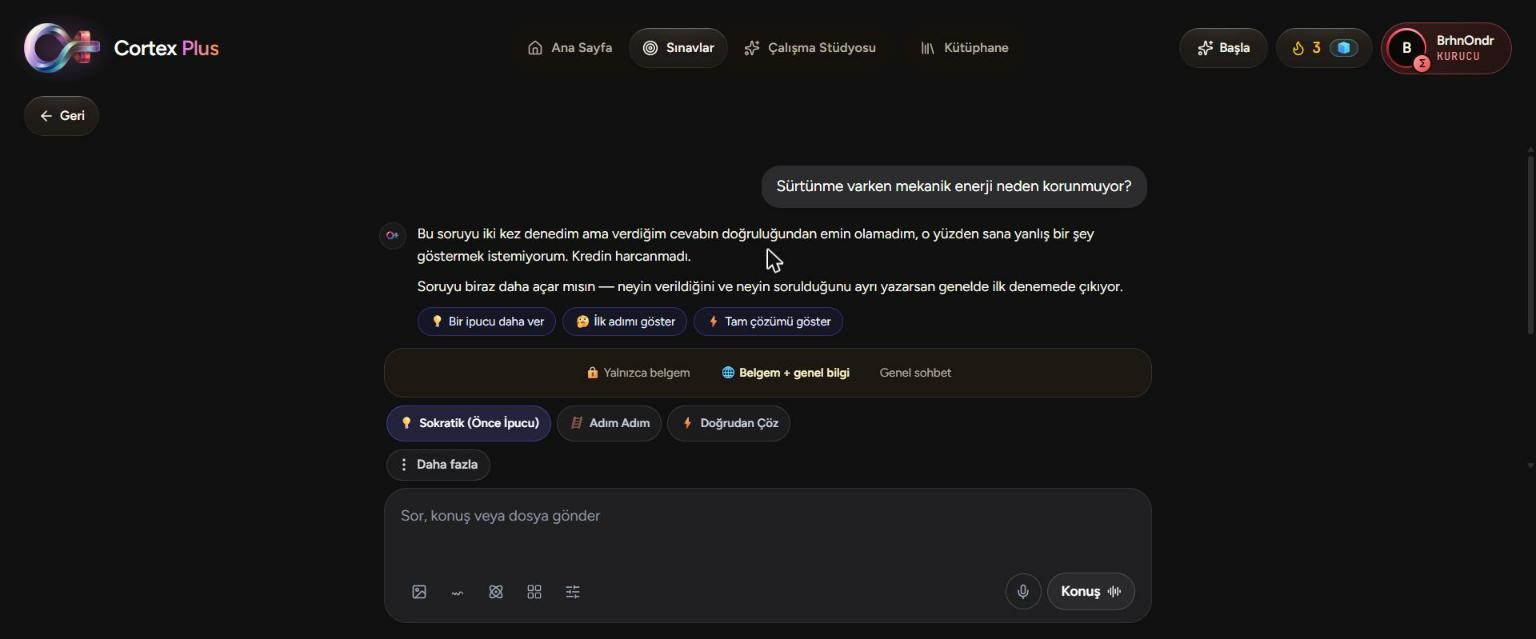 Cortex Plus
Ana Sayfa
Sınavlar
Çalışma Stüdyosu
Kütüphane
Başla
3
B
Σ
BrhnOndr
KURUCU
Geri
Sürtünme varken mekanik enerji neden korunmuyor?
Bu soruyu iki kez denedim ama verdiğim cevabın doğruluğundan emin olamadım, o yüzden sana yanlış bir şey
göstermek istemiyorum. Kredin harcanmadı.
Soruyu biraz daha açar mısın — neyin verildiğini ve neyin sorulduğunu ayrı yazarsan genelde ilk denemede çıkıyor.
Bir ipucu daha ver
İlk adımı göster
Tam çözümü göster
Yalnızca belgem
Belgem + genel bilgi
Genel sohbet
Sokratik (Önce İpucu)
Adım Adım
Doğrudan Çöz
Daha fazla
Sor, konuş veya dosya gönder
Konuş